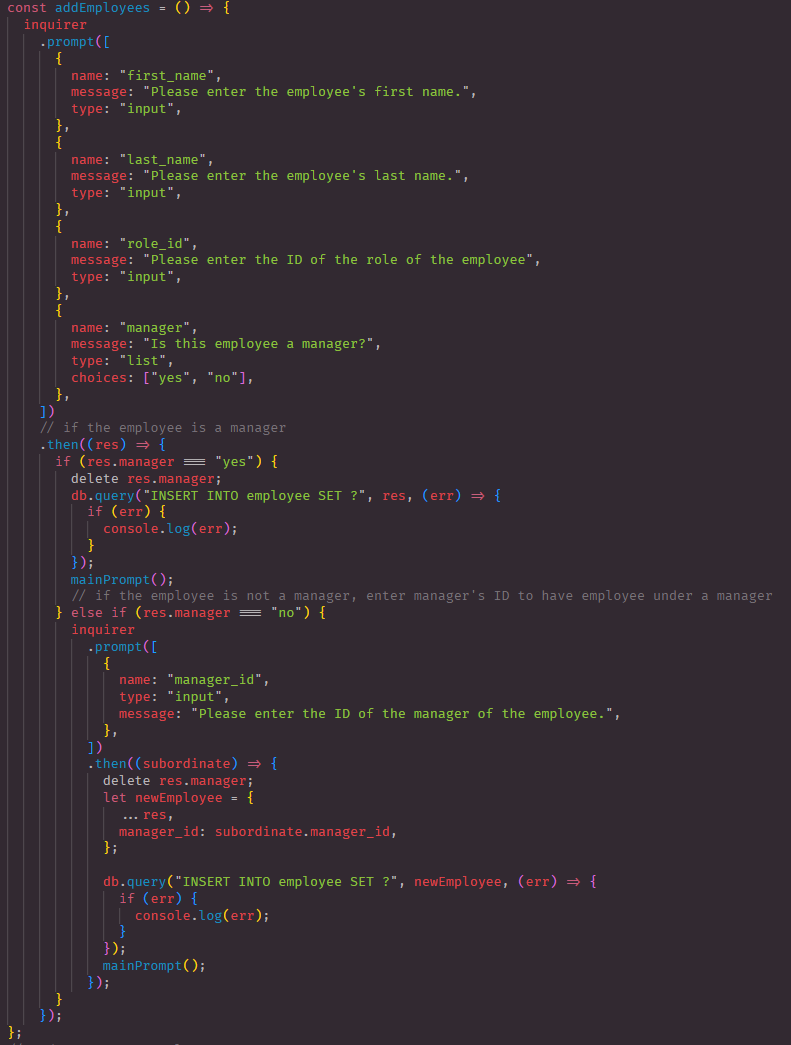 const addEmployees = () => {
  inquirer
    .prompt([
      {
        name: "first_name",
        message: "Please enter the employee's first name.",
        type: "input",
      },
      {
        name: "last_name",
        message: "Please enter the employee's last name.",
        type: "input",
      },
      {
        name: "role_id",
        message: "Please enter the ID of the role of the employee",
        type: "input",
      },
      {
        name: "manager",
        message: "Is this employee a manager?",
        type: "list",
        choices: ["yes", "no"],
      },
    ])
    // if the employee is a manager
    .then((res) => {
      if (res.manager === "yes") {
        delete res.manager;
        db.query("INSERT INTO employee SET ?", res, (err) => {
          if (err) {
            console.log(err);
          }
        });
        mainPrompt();
        // if the employee is not a manager, enter manager's ID to have employee under a manager
      } else if (res.manager === "no") {
        inquirer
          .prompt([
            {
              name: "manager_id",
              type: "input",
              message: "Please enter the ID of the manager of the employee.",
            },
          ])
          .then((subordinate) => {
            delete res.manager;
            let newEmployee = {
              ...res,
              manager_id: subordinate.manager_id,
            };

            db.query("INSERT INTO employee SET ?", newEmployee, (err) => {
              if (err) {
                console.log(err);
              }
            });
            mainPrompt();
          });
      }
    });
};